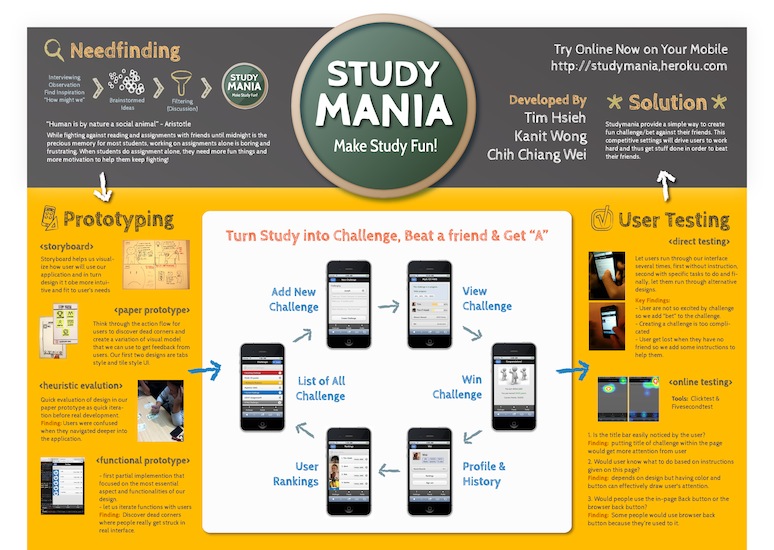 Needfinding
Interviewing
Observation
Find Inspiration
"How might we"
Brainstormed
Ideas
Filtering
(Discussion)
STUDY
MANIA
Make Study Fun!
"Human is by nature a social animal" - Aristotle
While fighting against reading and assignments with friends until midnight is the
precious memory for most students, working on assignments alone is boring and
frustrating. When students do assignment alone, they need more fun things and
more motivation to help them keep fighting!
STUDY
MANIA
Make Study Fun!
Try Online Now on Your Mobile
http://studymania,heroku.com
Developed By
Tim Hsieh
Kanit Wong
Chih Chiang Wei
Solution
Studymania provide a simple way to create
fun challenge/bet against their friends. This
competitive settings will drive users to work
hard and thus get stuff done in order to beat
their friends.
Prototyping
<storyboard>
Storyboard helps us visual-
ize how user will use our
application and in turn
design it t obe more intui-
tive and fit to user's needs
<paper prototype>
Think through the action flow for
users to discover dead corners and
create a variation of visual model
that we can use to get feedback from
users. Our first two designs are tabs
style and tile style UI.
<heuristic evalution>
Quick evaluation of design in our
paper prototype as quick itera-
tion before real development.
Finding: Users were confused
when they navigated deeper into
the application.
<functional prototype>
- first partial implemention that
focused on the most essential
aspect and functionalities of our
design
- let us iterate functions with users
Finding: Discover dead corners
where people really get struck in
real interface.
Turn Study into Challenge, Beat a friend & Get "A"
Add New
Challenge
View
Challenge
List of All
Challenge
Win
Challenge
User
Rankings
Profile &
History
User Testing
<direct testing>
Let users run through our interface
several times, first without instruction,
second with specific tasks to do and fi-
nally, let them run through alternative
designs.
Key Findings:
- User are not so excited by challenge
so we add "bet" to the challenge
- Creating a challenge is too compli-
cated
- User get lost when they have no
friend so we add some instructions to
help them.
<online testing>
Tools: Clicktest &
Fivesecondtest
1. Is the title bar easily noticed by the user?
Finding: putting title of challenge within the page
would get more attention from user
2. Would user know what to do based on instructions
given on this page?
Finding: depends on design but having color and
button can effectively draw user's attention.
3. Would people use the in-page Back button or the
browser back button?
Finding: Some people would use browser back
button because they're used to it.